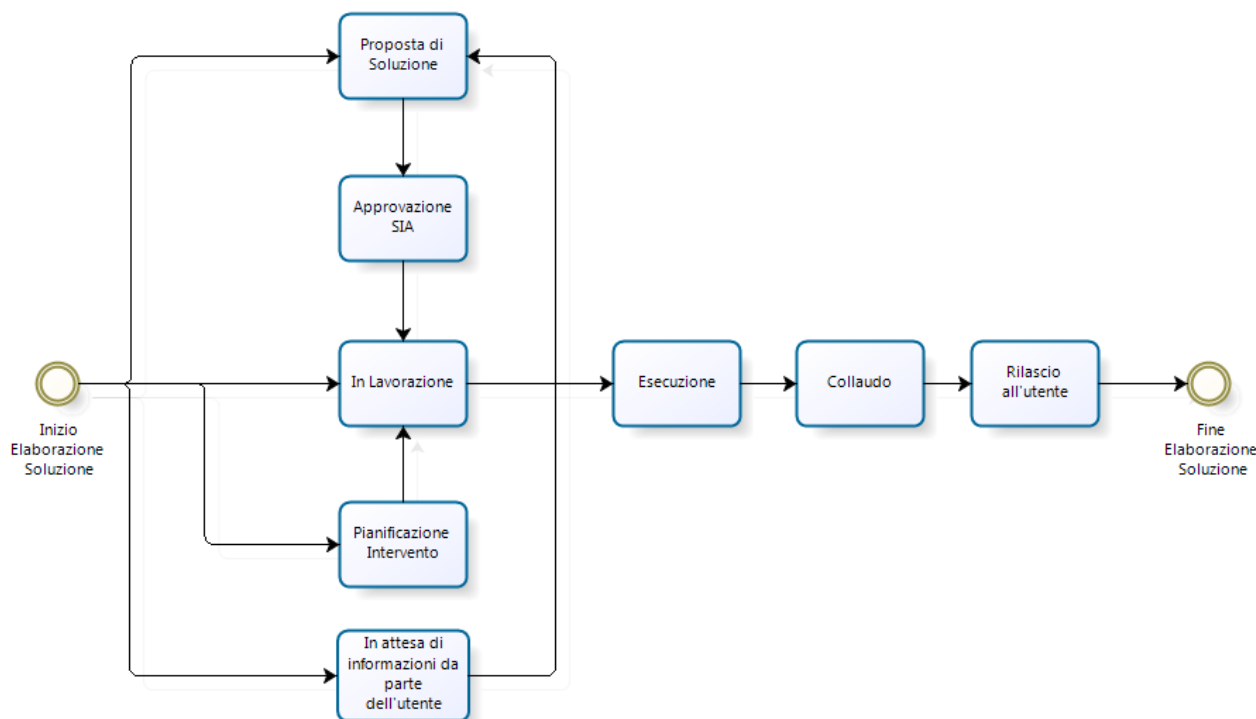 Proposta di
Soluzione
Approvazione
SIA
In Lavorazione
Esecuzione
Collaudo
Rilascio
all'utente
Inizio
Elaborazione
Soluzione
Fine
Elaborazione
Soluzione
Pianificazione
Intervento
In attesa di
informazioni da
parte
dell'utente